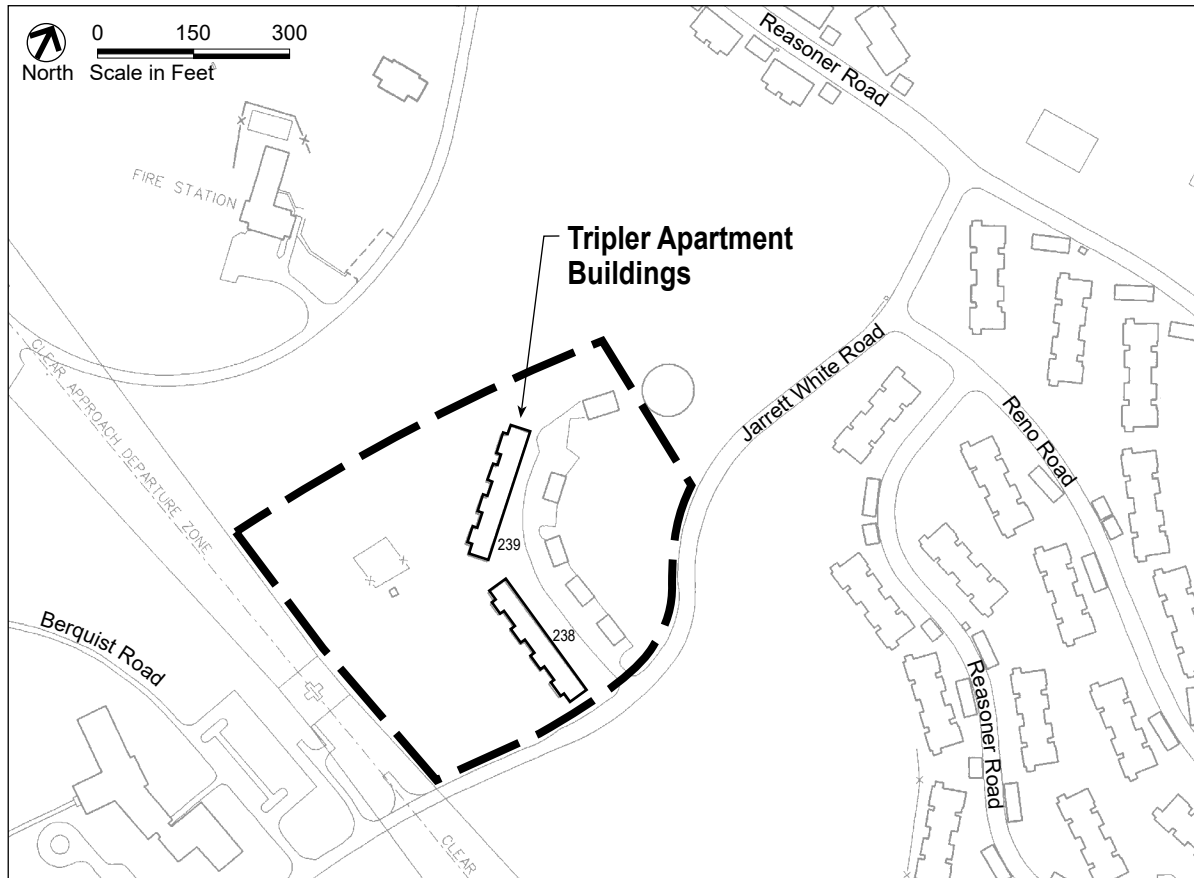 0 150 300
North Scale in Feet
Reasoner Road
FIRE STATION
Tripler Apartment
Buildings
CLEAR APPROACH DEPARTURE ZONE
Jarrett White Road
Reno Road
239
238
Berquist Road
Reasoner Road
CLEAR